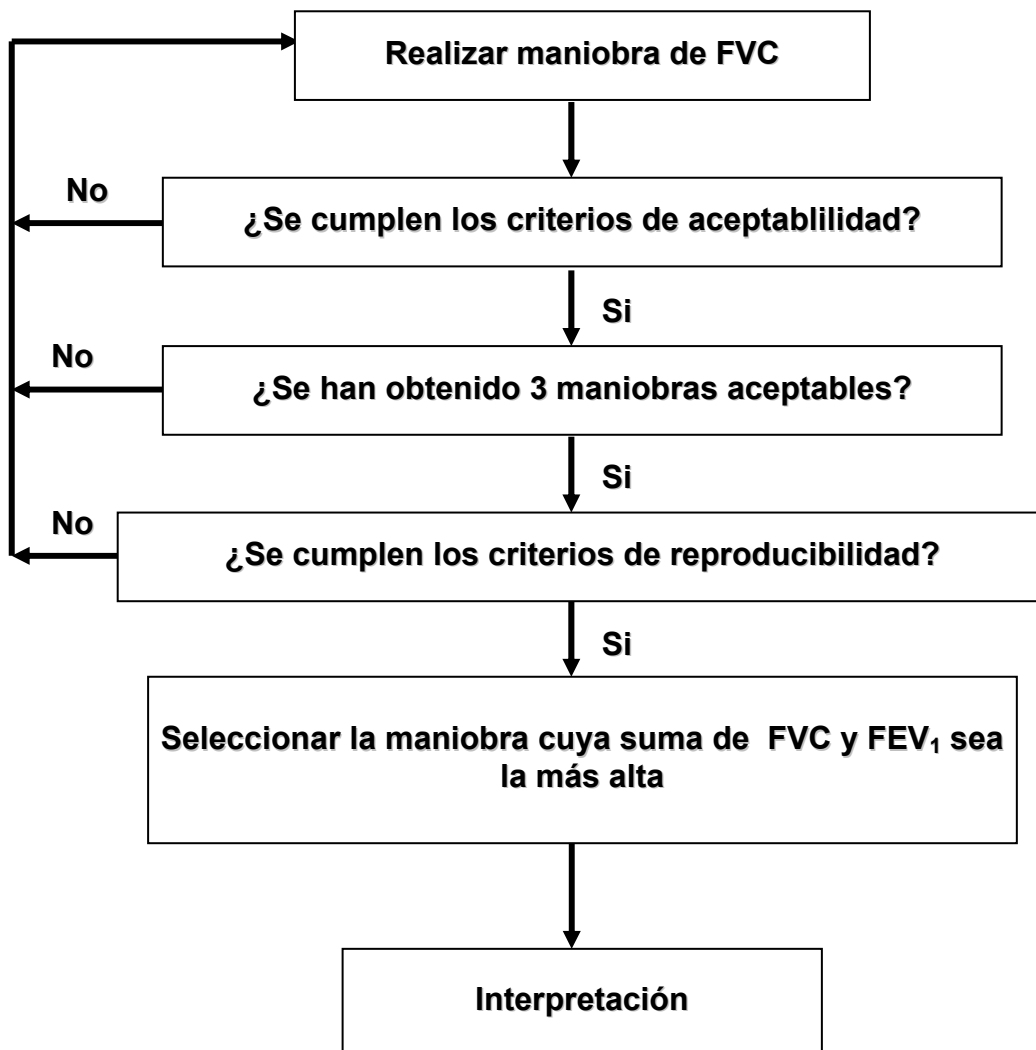 Realizar maniobra de FVC
No
¿Se cumplen los criterios de aceptablilidad?
Si
No
¿Se han obtenido 3 maniobras aceptables?
Si
No
¿Se cumplen los criterios de reproducibilidad?
Si
Seleccionar la maniobra cuya suma de FVC y FEV₁ sea
la más alta
Interpretación